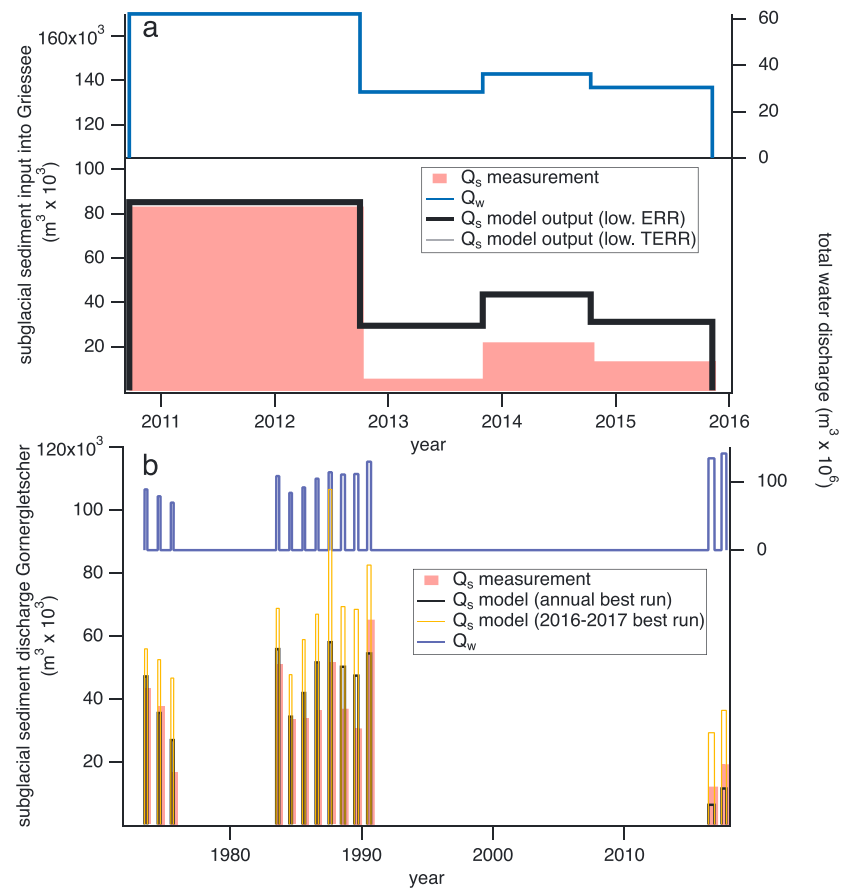 a
160x10³
140
120
100
80
60
40
20
60
40
20
0
subglacial sediment input into Griessee
(m³ x 10³)
Qs measurement
Qw
Qs model output (low. ERR)
Qs model output (low. TERR)
2011
2012
2013
2014
2015
2016
year
total water discharge (m³ x 10⁶)
b
120x10³
100
80
60
40
20
100
0
subglacial sediment discharge Gornergletscher
(m³ x 10³)
Qs measurement
Qs model (annual best run)
Qs model (2016-2017 best run)
Qw
1980
1990
2000
2010
year